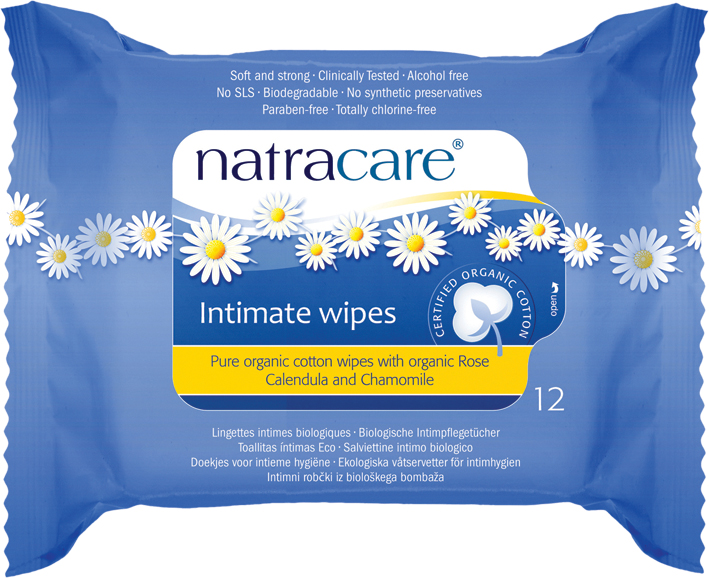 Soft and strong · Clinically Tested · Alcohol free
No SLS · Biodegradable · No synthetic preservatives
Paraben-free · Totally chlorine-free
natracare®
CERTIFIED ORGANIC COTTON
open
Intimate wipes
Pure organic cotton wipes with organic Rose
Calendula and Chamomile
12
Lingettes intimes biologiques · Biologische Intimpflegetücher
Toallitas íntimas Eco · Salviettine intimo biologico
Doekjes voor intieme hygiëne · Ekologiska våtservetter för intimhygien
Intimni robčki iz biološkega bombaža